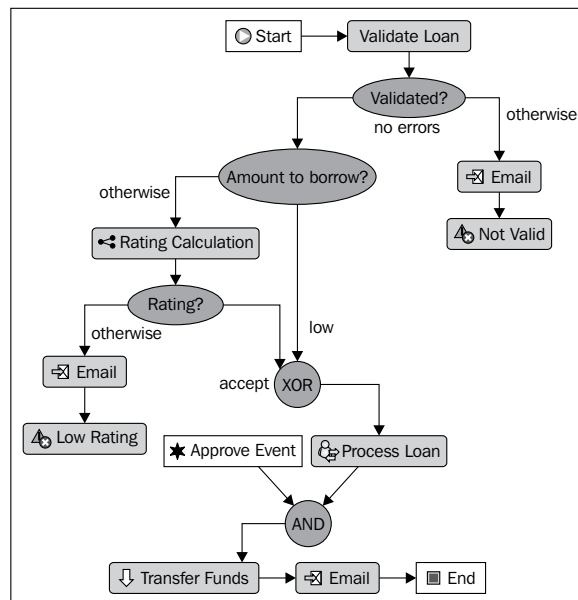 Start
Validate Loan
Validated?
no errors
otherwise
Amount to borrow?
otherwise
Email
Rating Calculation
Not Valid
Rating?
otherwise
low
Email
accept
XOR
Low Rating
Approve Event
Process Loan
AND
Transfer Funds
Email
End